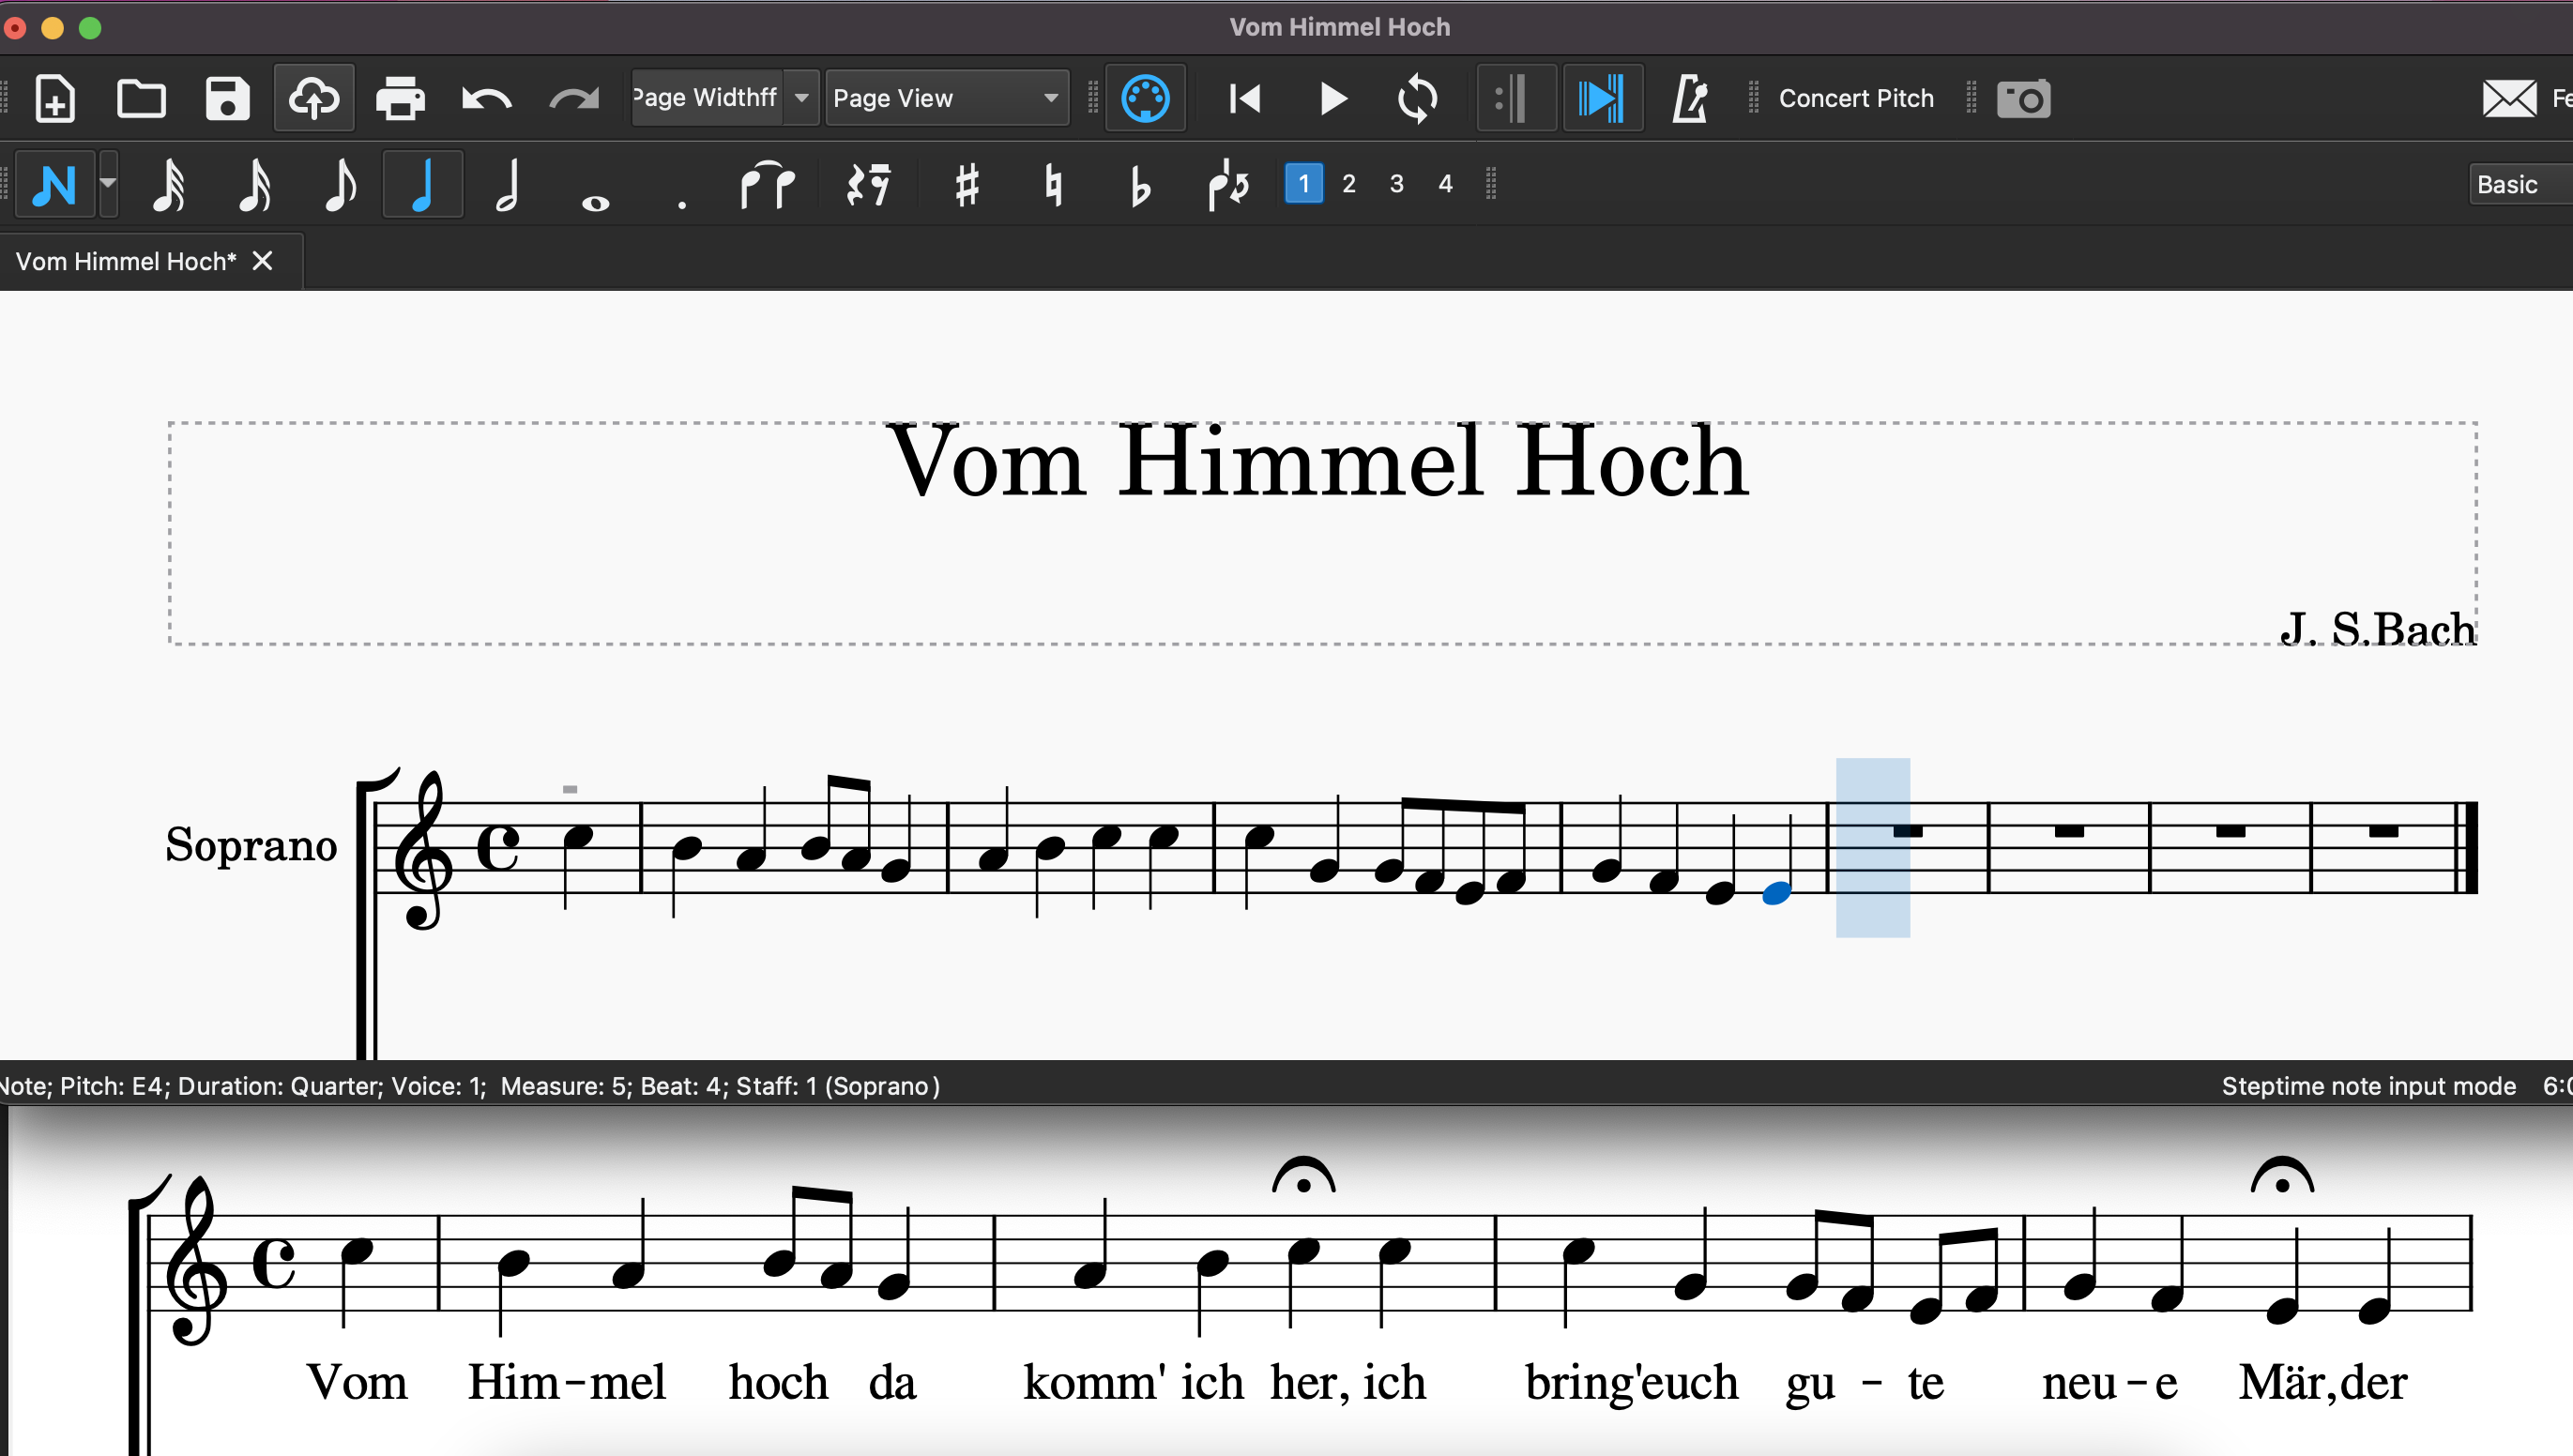 Vom Himmel Hoch
Page Widthff Page View Concert Pitch Fe
1 2 3 4 Basic
Vom Himmel Hoch*
Vom Himmel Hoch
J. S.Bach
Soprano
Note; Pitch: E4; Duration: Quarter; Voice: 1; Measure: 5; Beat: 4; Staff: 1 (Soprano) Steptime note input mode 6:0
Vom Him-mel hoch da komm' ich her, ich bring'euch gu - te neu-e Mär,der